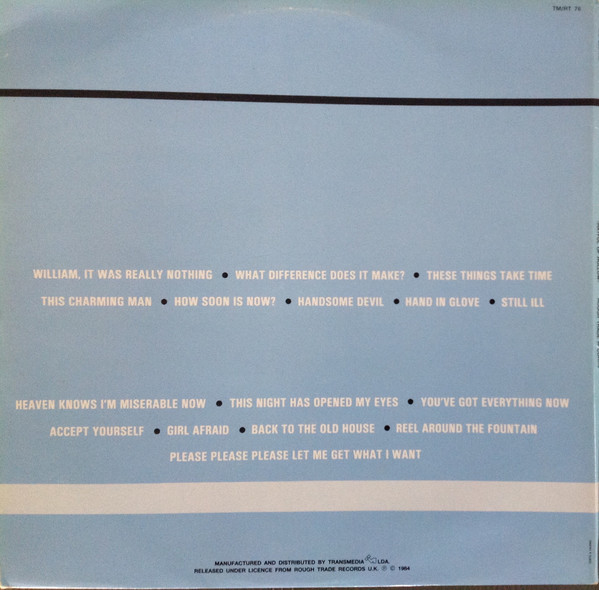 TMI/RT 76
WILLIAM, IT WAS REALLY NOTHING ● WHAT DIFFERENCE DOES IT MAKE? ● THESE THINGS TAKE TIME
THIS CHARMING MAN ● HOW SOON IS NOW? ● HANDSOME DEVIL ● HAND IN GLOVE ● STILL ILL
HEAVEN KNOWS I'M MISERABLE NOW ● THIS NIGHT HAS OPENED MY EYES ● YOU'VE GOT EVERYTHING NOW
ACCEPT YOURSELF ● GIRL AFRAID ● BACK TO THE OLD HOUSE ● REEL AROUND THE FOUNTAIN
PLEASE PLEASE PLEASE LET ME GET WHAT I WANT
MANUFACTURED AND DISTRIBUTED BY TRANSMEDIA LDA.
RELEASED UNDER LICENCE FROM ROUGH TRADE RECORDS U.K. ℗ © 1984